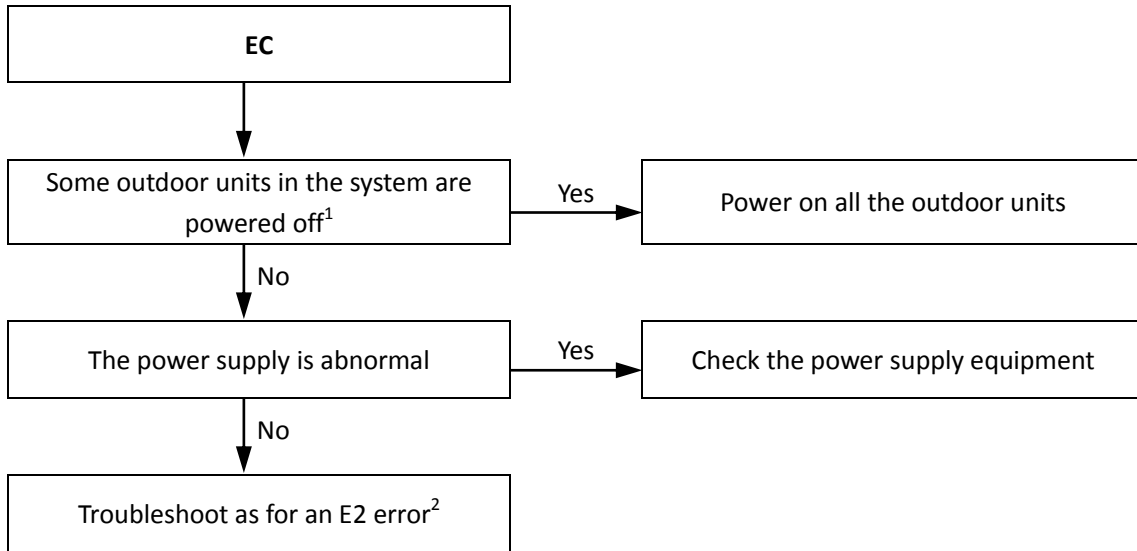 EC
Some outdoor units in the system are
powered off¹
Yes
Power on all the outdoor units
No
The power supply is abnormal
Yes
Check the power supply equipment
No
Troubleshoot as for an E2 error²